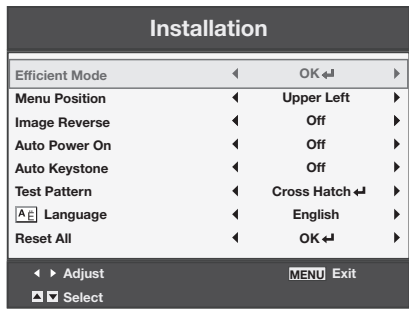 Installation
Efficient Mode OK
Menu Position Upper Left
Image Reverse Off
Auto Power On Off
Auto Keystone Off
Test Pattern Cross Hatch
AË Language English
Reset All OK
Adjust MENU Exit
Select